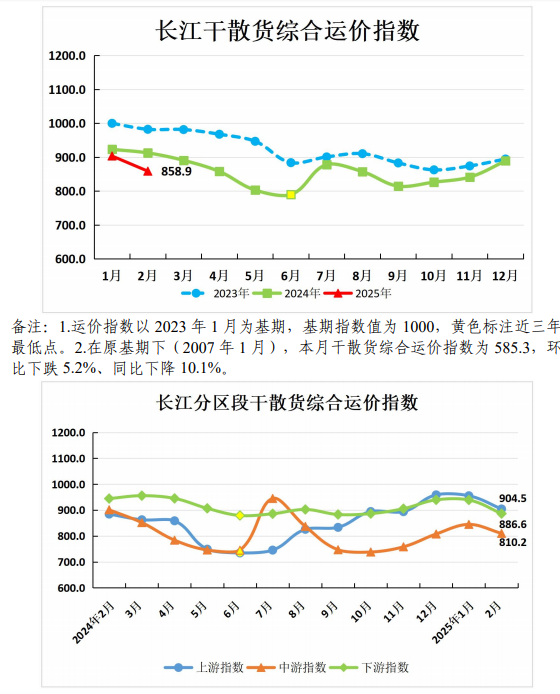 长江干散货综合运价指数
1200.0
1100.0
1000.0
900.0
800.0
700.0
600.0
858.9
1月 2月 3月 4月 5月 6月 7月 8月 9月 10月 11月 12月
2023年 2024年 2025年
备注：1.运价指数以 2023 年 1 月为基期，基期指数值为 1000，黄色标注近三年
最低点。2.在原基期下（2007 年 1 月），本月干散货综合运价指数为 585.3，环
比下跌 5.2%、同比下降 10.1%。
长江分区段干散货综合运价指数
1200.0
1100.0
1000.0
900.0
800.0
700.0
600.0
904.5
886.6
810.2
2024年2月 3月 4月 5月 6月 7月 8月 9月 10月 11月 12月 2025年1月 2月
上游指数 中游指数 下游指数